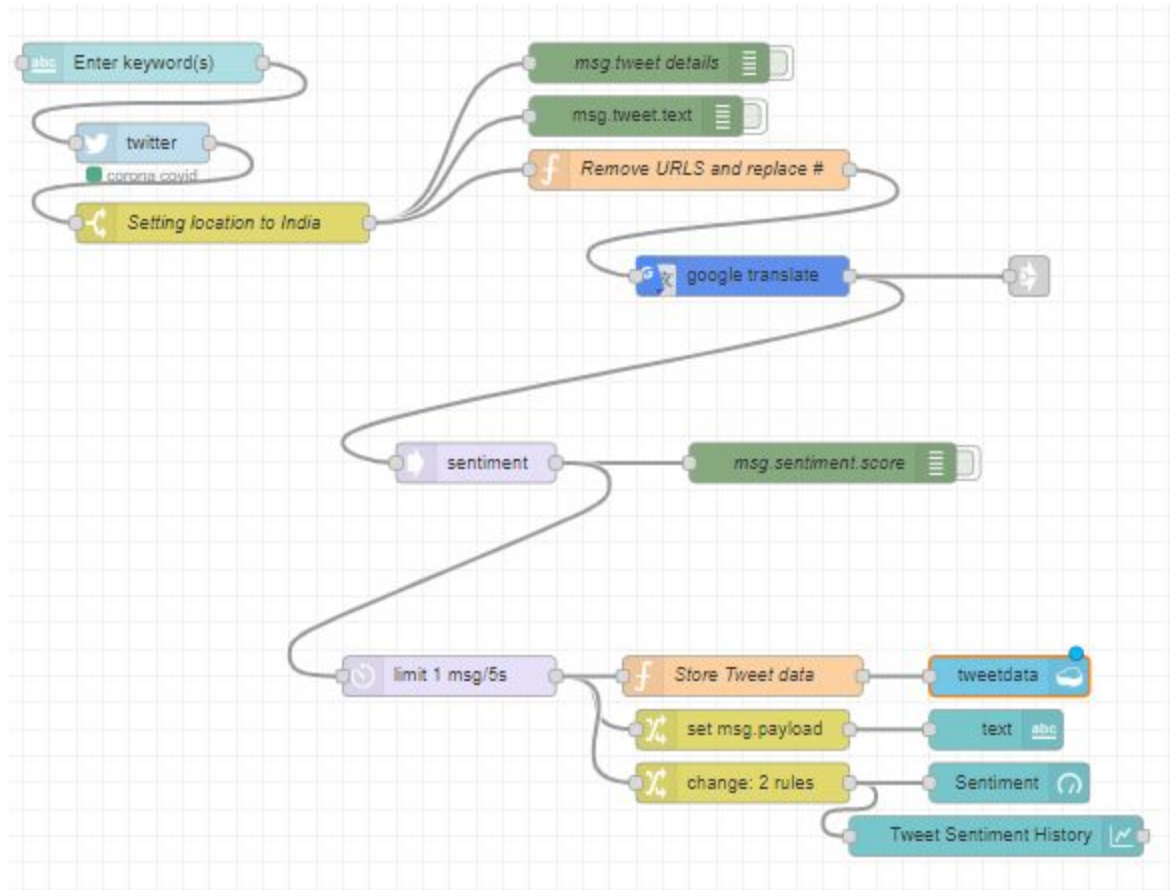 abc Enter keyword(s)
msg.tweet details
msg.tweet.text
twitter
corona covid
Remove URLS and replace #
Setting location to India
google translate
sentiment
msg.sentiment.score
limit 1 msg/5s
Store Tweet data
tweetdata
set msg.payload
text abc
change: 2 rules
Sentiment
Tweet Sentiment History